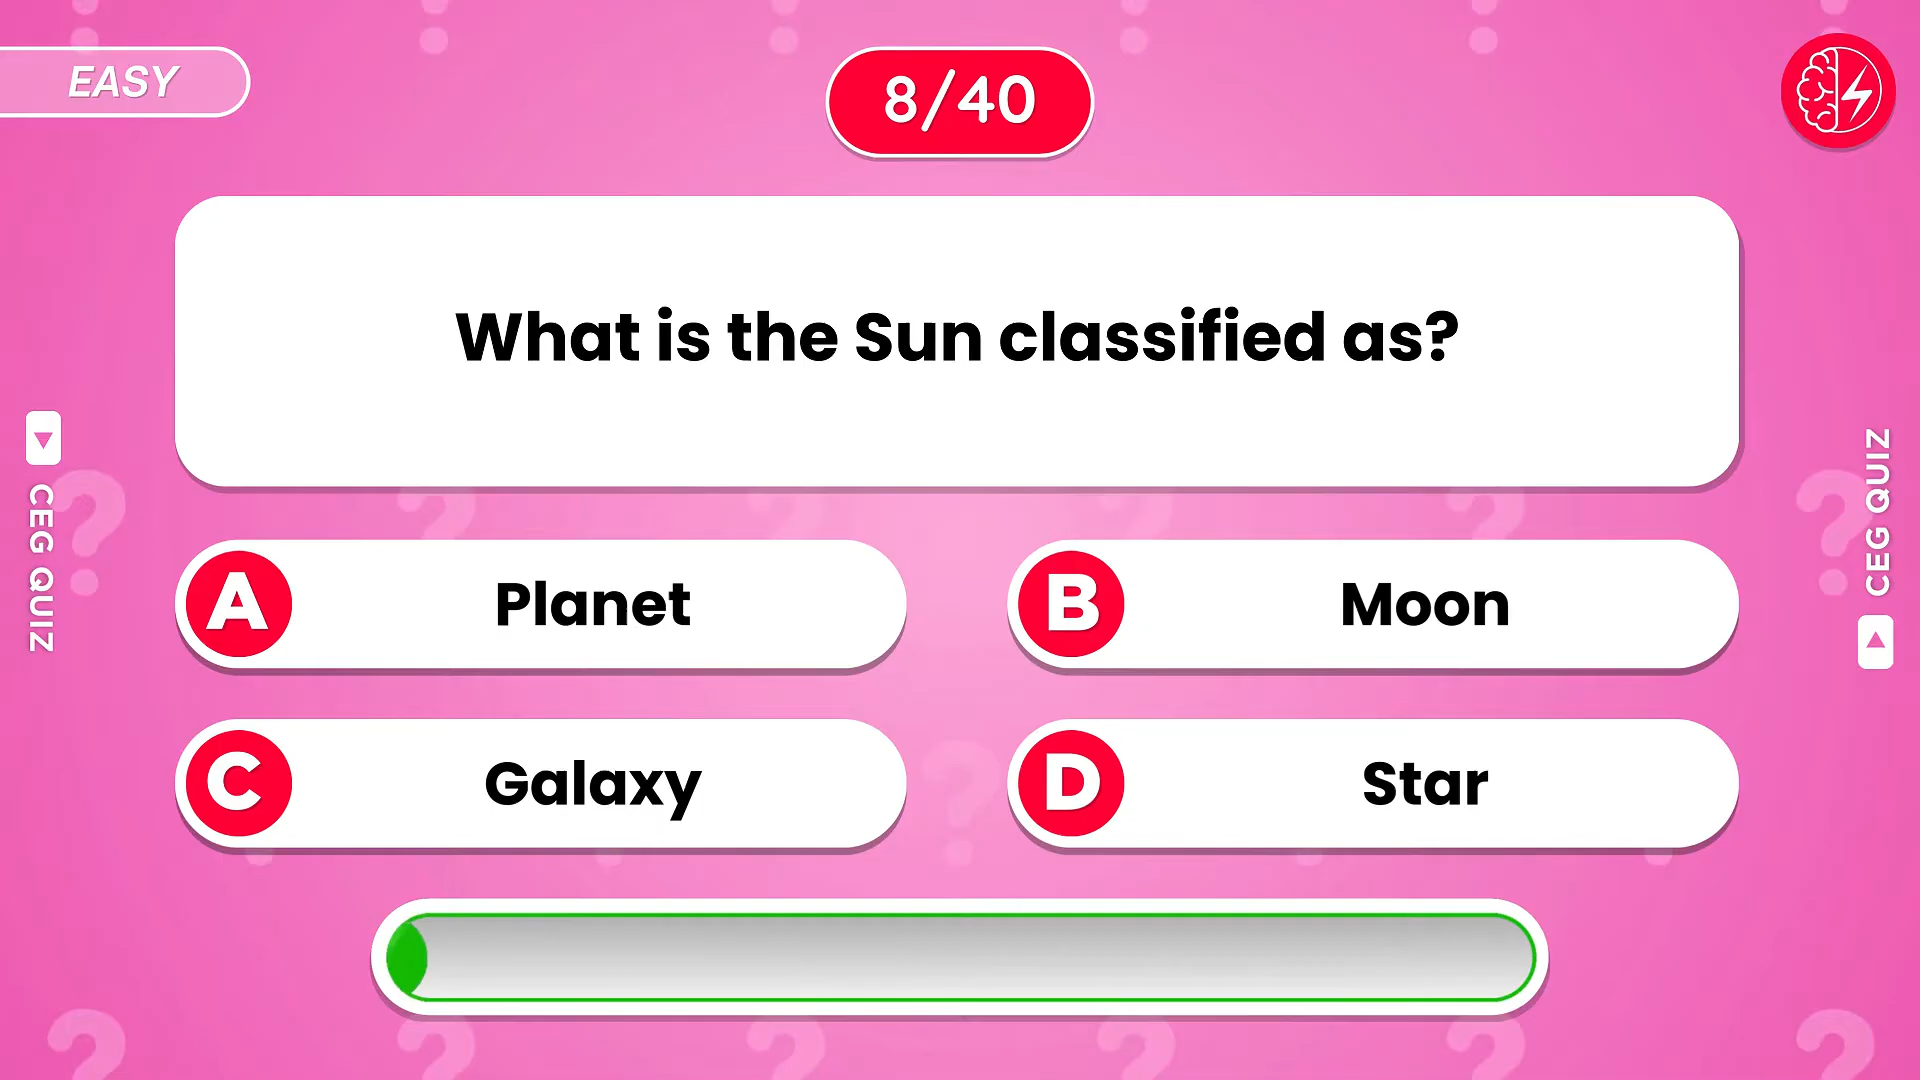 EASY
8/40
What is the Sun classified as?
A Planet
B Moon
C Galaxy
D Star
CEG QUIZ
CEG QUIZ